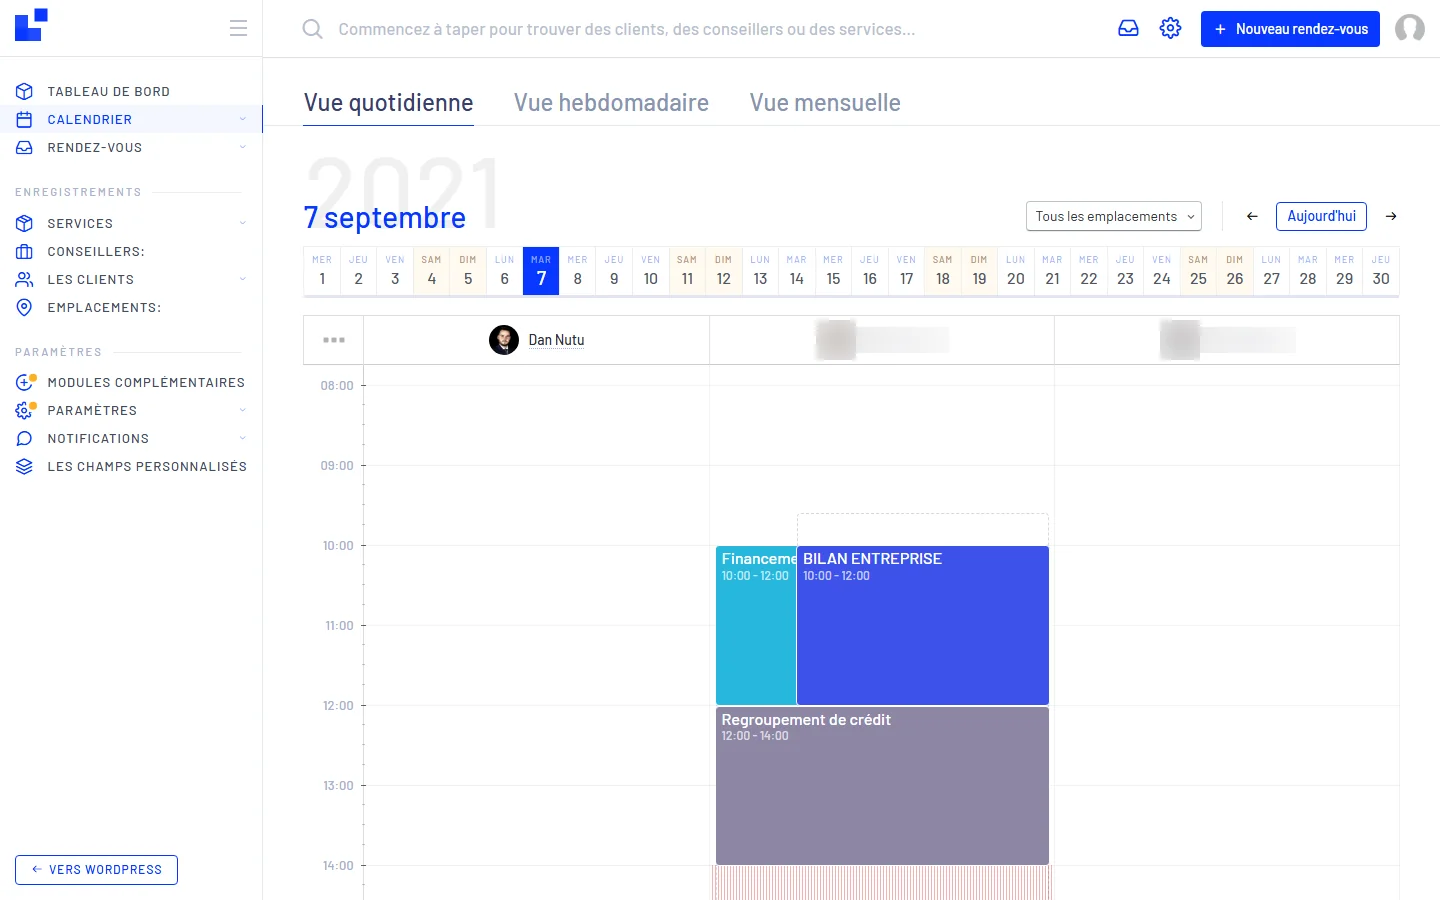 Commencez à taper pour trouver des clients, des conseillers ou des services...
+ Nouveau rendez-vous
TABLEAU DE BORD
CALENDRIER
RENDEZ-VOUS
ENREGISTREMENTS
SERVICES
CONSEILLERS:
LES CLIENTS
EMPLACEMENTS:
PARAMÈTRES
MODULES COMPLÉMENTAIRES
PARAMÈTRES
NOTIFICATIONS
LES CHAMPS PERSONNALISÉS
← VERS WORDPRESS
Vue quotidienne Vue hebdomadaire Vue mensuelle
2021
7 septembre
Tous les emplacements
← Aujourd'hui →
MER JEU VEN SAM DIM LUN MAR MER JEU VEN SAM DIM LUN MAR MER JEU VEN SAM DIM LUN MAR MER JEU VEN SAM DIM LUN MAR MER JEU
1 2 3 4 5 6 7 8 9 10 11 12 13 14 15 16 17 18 19 20 21 22 23 24 25 26 27 28 29 30
Dan Nutu
08:00
09:00
10:00
Financeme
10:00 - 12:00
BILAN ENTREPRISE
10:00 - 12:00
11:00
12:00
Regroupement de crédit
12:00 - 14:00
13:00
14:00